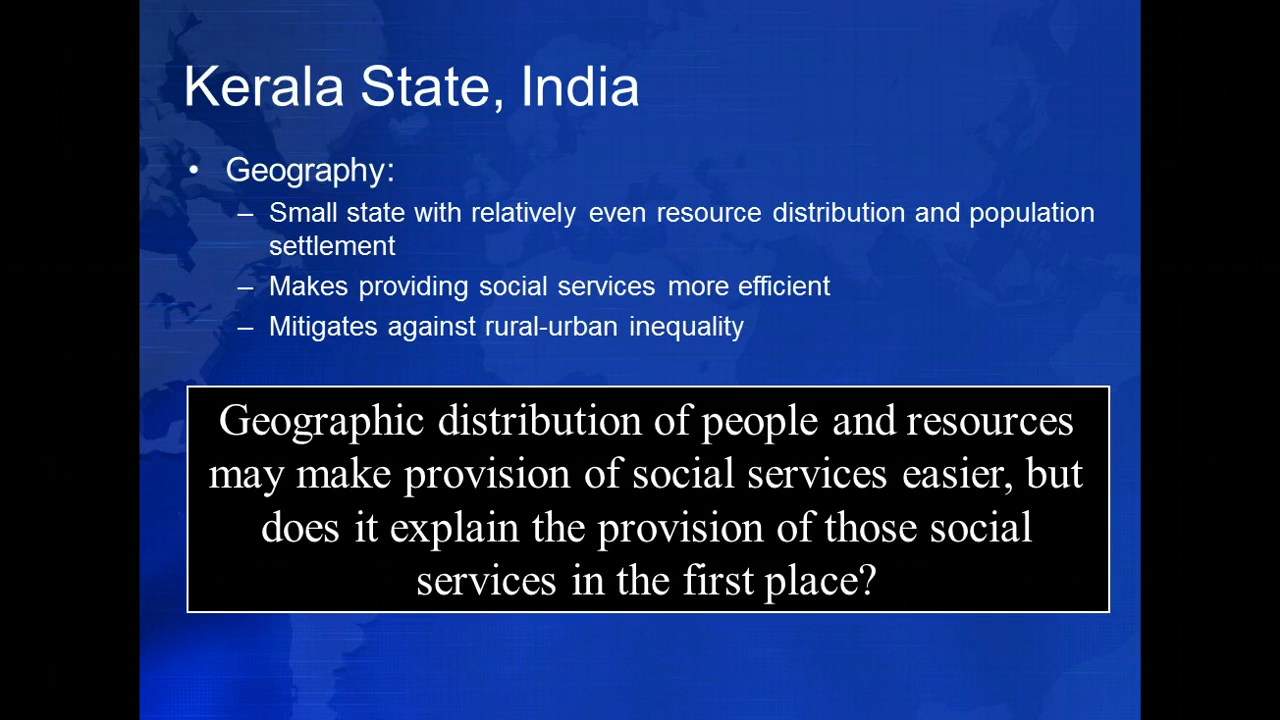 Kerala State, India
• Geography:
– Small state with relatively even resource distribution and population
settlement
– Makes providing social services more efficient
– Mitigates against rural-urban inequality
Geographic distribution of people and resources
may make provision of social services easier, but
does it explain the provision of those social
services in the first place?